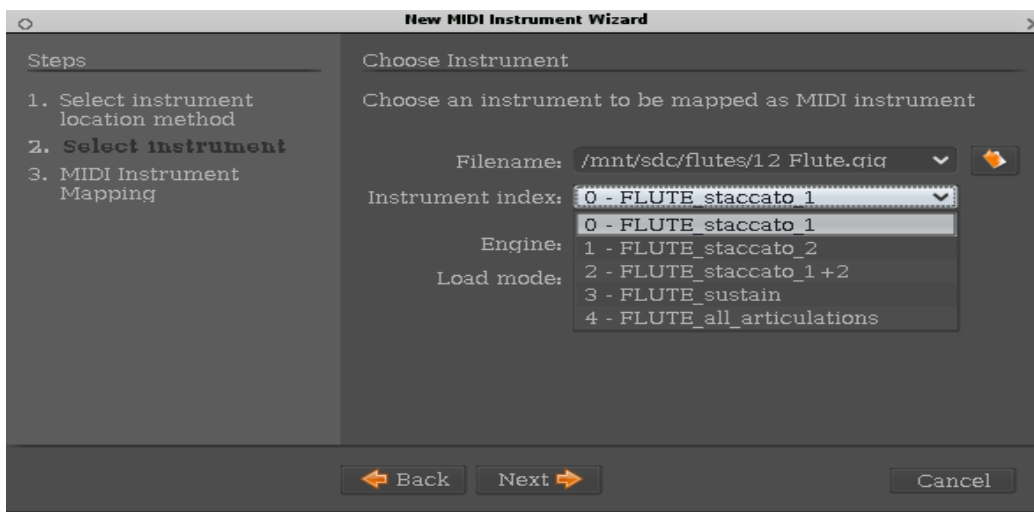 New MIDI Instrument Wizard
Steps
1. Select instrument
location method
2. Select instrument
3. MIDI Instrument
Mapping
Choose Instrument
Choose an instrument to be mapped as MIDI instrument
Filename: /mnt/sdc/flutes/12 Flute.gig
Instrument index: 0 - FLUTE_staccato_1
0 - FLUTE_staccato_1
Engine: 1 - FLUTE_staccato_2
Load mode: 2 - FLUTE_staccato_1+2
3 - FLUTE_sustain
4 - FLUTE_all_articulations
Back Next Cancel